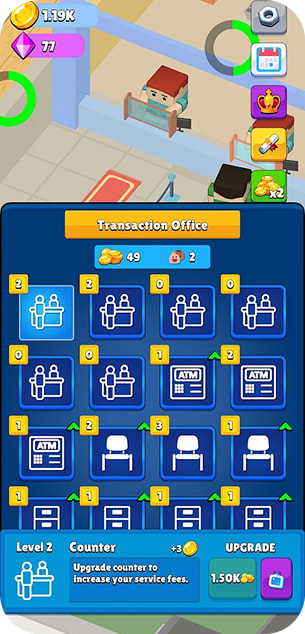 1.19K
77
x2
Transaction Office
49 2
2 2 0 0
0 0 1 2
ATM ATM
1 2 3 1
ATM
1 1 1 1
Level 2 Counter +3 UPGRADE
Upgrade counter to
increase your service fees.
1.50K